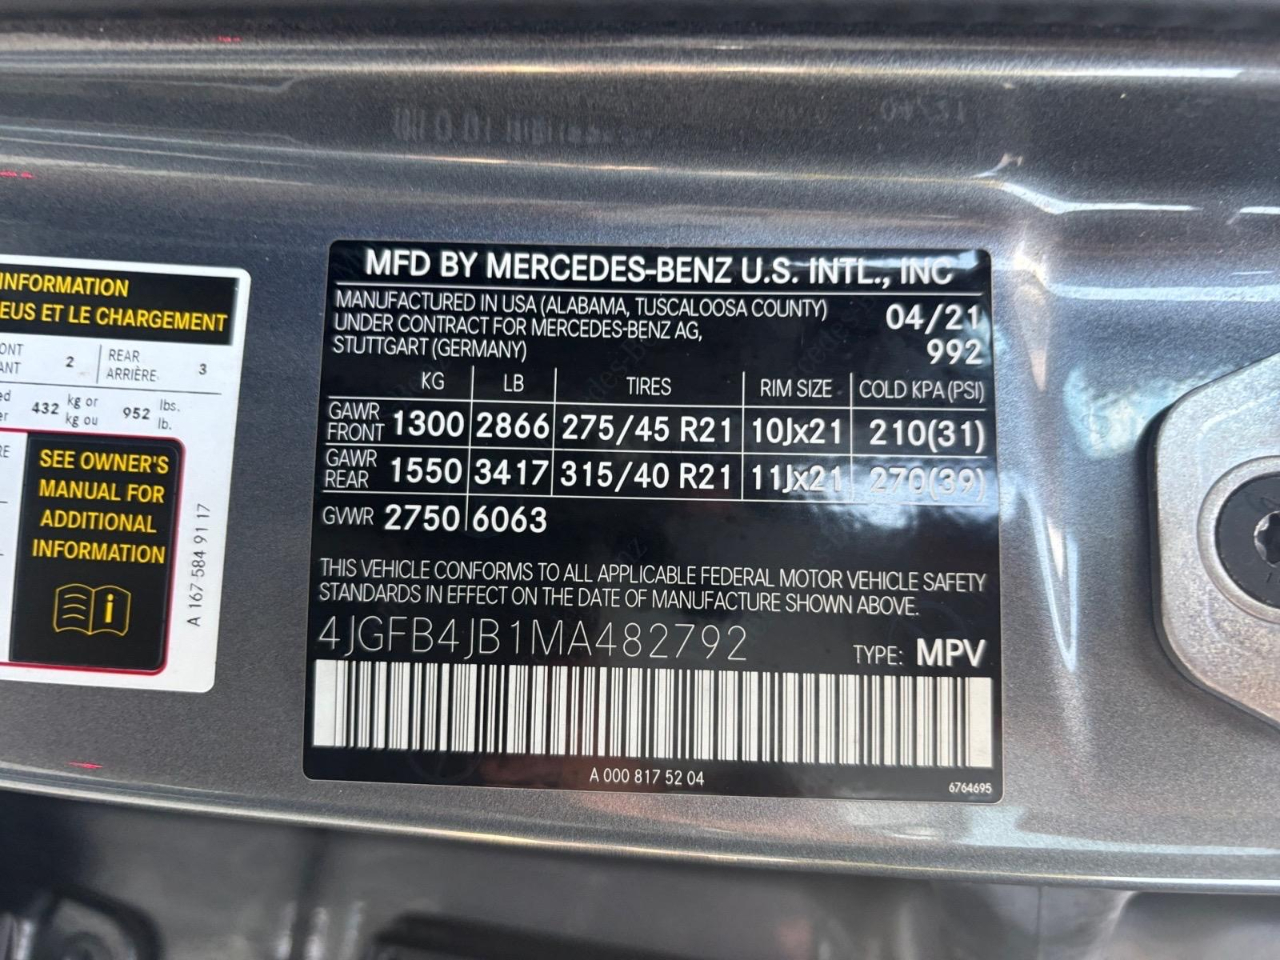 INFORMATION
EUS ET LE CHARGEMENT
2
REAR
ARRIÈRE
3
432
kg or
kg ou
952
lbs.
lb.
SEE OWNER'S
MANUAL FOR
ADDITIONAL
INFORMATION
i
A 167 584 91 17
MFD BY MERCEDES-BENZ U.S. INTL., INC
MANUFACTURED IN USA (ALABAMA, TUSCALOOSA COUNTY)
04/21
UNDER CONTRACT FOR MERCEDES-BENZ AG,
992
STUTTGART (GERMANY)
KG LB TIRES RIM SIZE COLD KPA (PSI)
GAWR FRONT 1300 2866 275/45 R21 10Jx21 210(31)
GAWR REAR 1550 3417 315/40 R21 11Jx21 270(39)
GVWR 2750 6063
THIS VEHICLE CONFORMS TO ALL APPLICABLE FEDERAL MOTOR VEHICLE SAFETY
STANDARDS IN EFFECT ON THE DATE OF MANUFACTURE SHOWN ABOVE.
4JGFB4JB1MA482792
TYPE: MPV
A 000 817 52 04
6764695